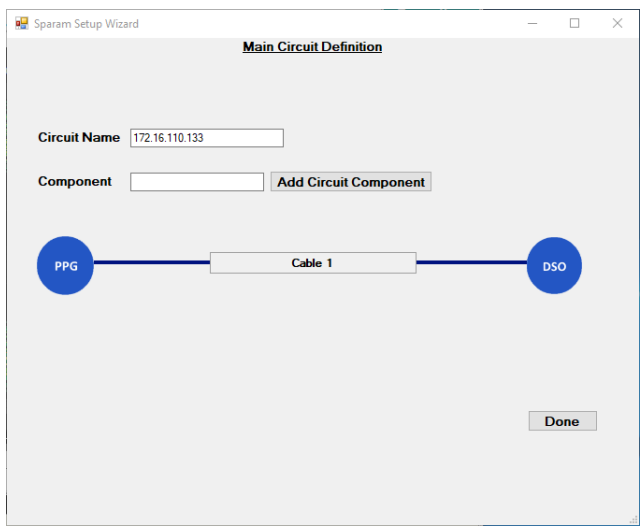 Sparam Setup Wizard
Main Circuit Definition
Circuit Name 172.16.110.133
Component Add Circuit Component
PPG Cable 1 DSO
Done